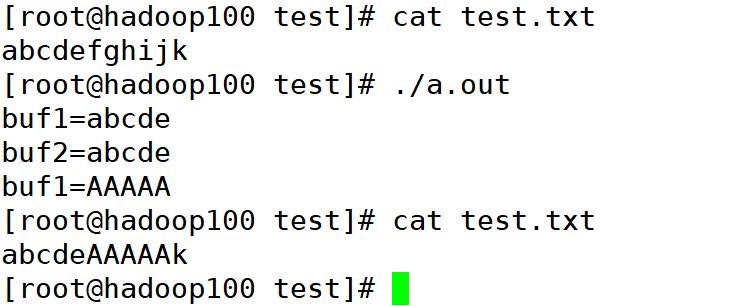 [root@hadoop100 test]# cat test.txt
abcdefghijk
[root@hadoop100 test]# ./a.out
buf1=abcde
buf2=abcde
buf1=AAAAA
[root@hadoop100 test]# cat test.txt
abcdeAAAAAk
[root@hadoop100 test]#